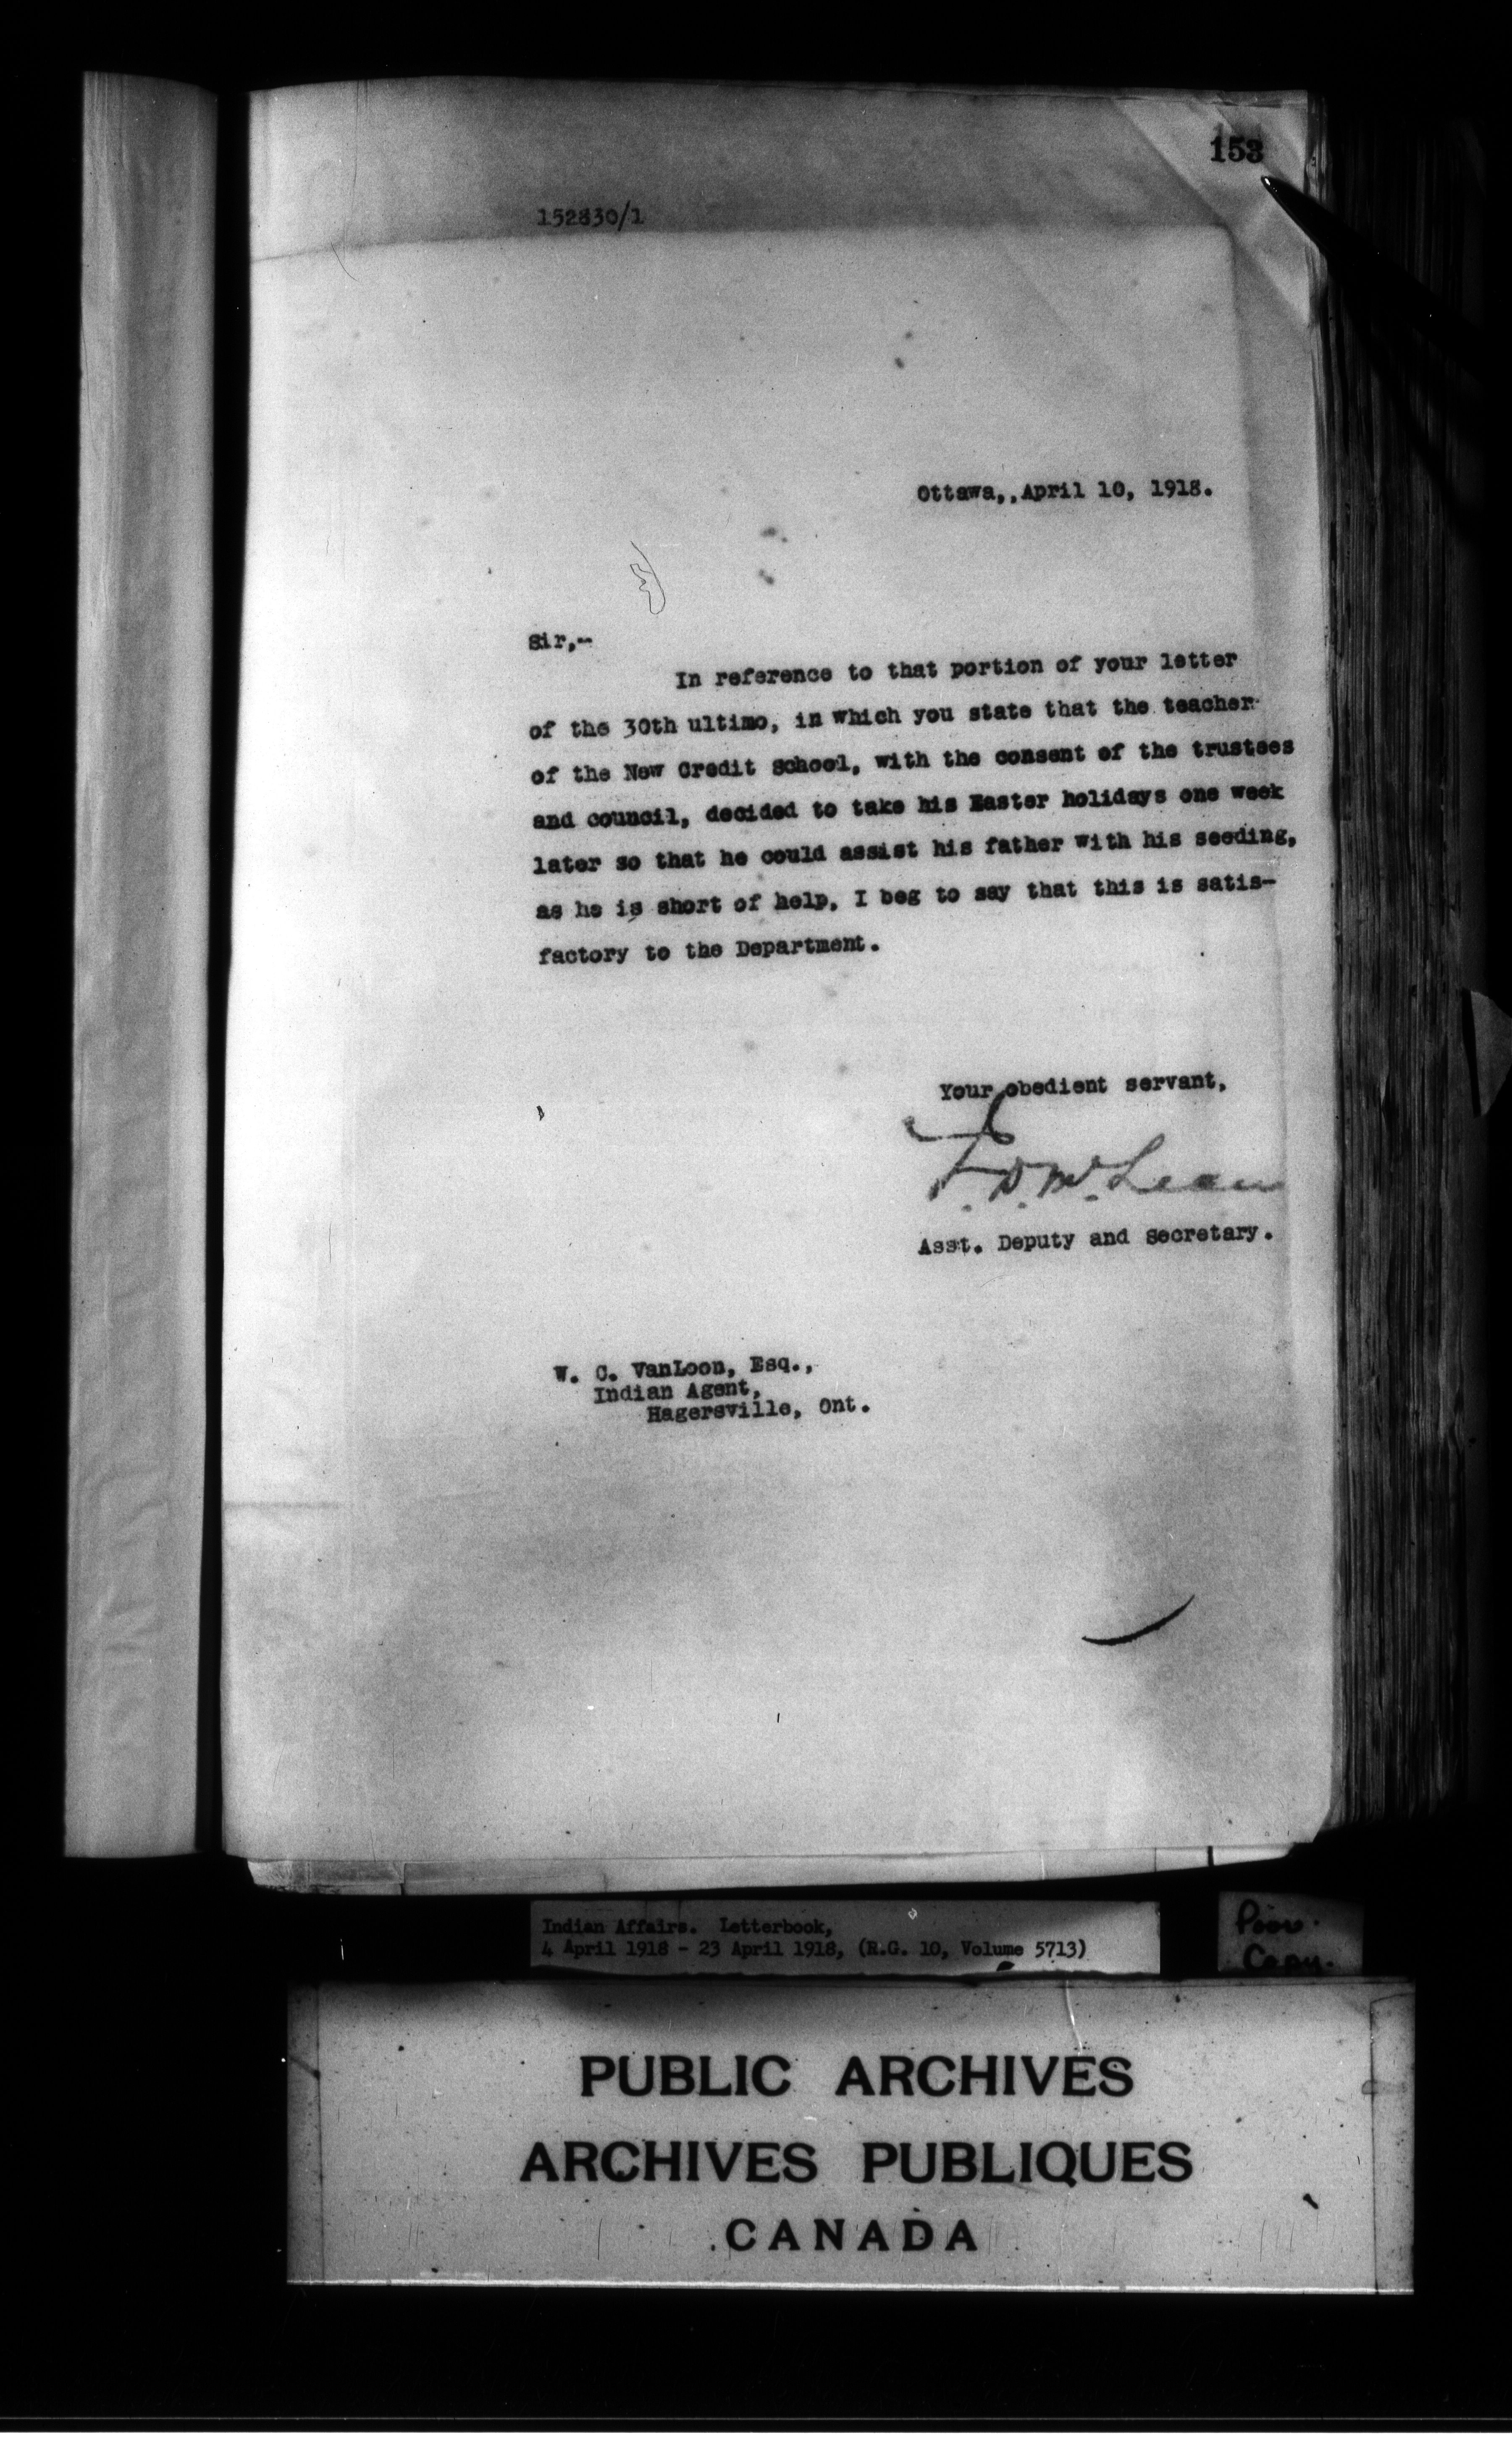 153
152830/1
Ottawa,,April 10, 1918.
Sir,--
In reference to that portion of your letter
of the 30th ultimo, in which you state that the teacher
of the New Credit School, with the consent of the trustees
and council, decided to take his Easter holidays one week
later so that he could assist his father with his seeding,
as he is short of help, I beg to say that this is satis-
factory to the Department.
Your obedient servant,
J. D. McLean
Asst. Deputy and Secretary.
W. C. VanLoon, Esq.,
Indian Agent,
Hagersville, Ont.
Indian Affairs. Letterbook,
4 April 1918 - 23 April 1918, (R.G. 10, Volume 5713)
Poor
Copy.
PUBLIC ARCHIVES
ARCHIVES PUBLIQUES
CANADA